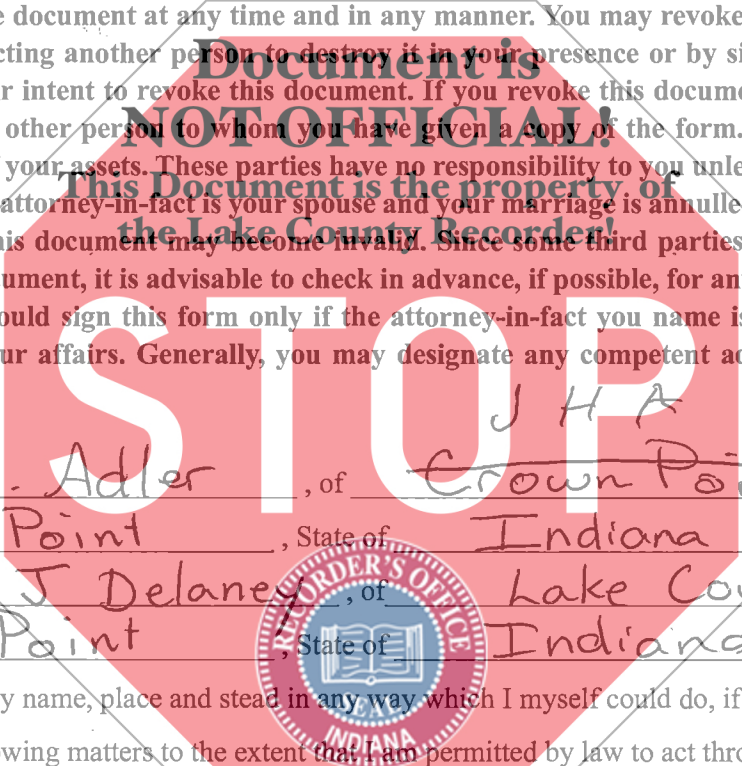 e document at any time and in any manner. You may revoke
cting another person to destroy it in your presence or by si
Document is
r intent to revoke this document. If you revoke this docume
NOT OFFICIAL!
other person to whom you have given a copy of the form.
f your assets. These parties have no responsibility to you unle
This Document is the property of
attorney-in-fact is your spouse and your marriage is annulle
the Lake County Recorder!
his document may become invalid. Since some third parties
ument, it is advisable to check in advance, if possible, for an
ould sign this form only if the attorney-in-fact you name is
ur affairs. Generally, you may designate any competent ad
STOP
J H A
. Adler , of Crown Poi
Point , State of Indiana
J Delaney , of Lake Co
Point , State of Indiana
y name, place and stead in any way which I myself could do, if
owing matters to the extent that I am permitted by law to act thro
RECORDER'S OFFICE
SEAL
INDIANA